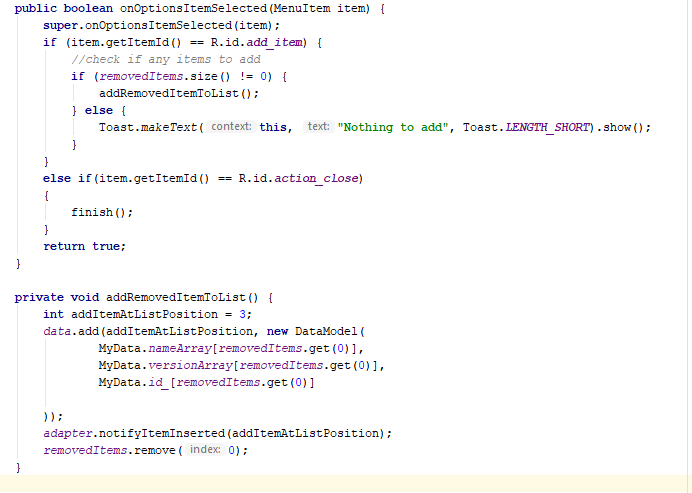 public boolean onOptionsItemSelected(MenuItem item) {
    super.onOptionsItemSelected(item);
    if (item.getItemId() == R.id.add_item) {
        //check if any items to add
        if (removedItems.size() != 0) {
            addRemovedItemToList();
        } else {
            Toast.makeText( context: this,  text: "Nothing to add", Toast.LENGTH_SHORT).show();
        }
    }
    else if(item.getItemId() == R.id.action_close)
    {
        finish();
    }
    return true;
}

private void addRemovedItemToList() {
    int addItemAtListPosition = 3;
    data.add(addItemAtListPosition, new DataModel(
            MyData.nameArray[removedItems.get(0)],
            MyData.versionArray[removedItems.get(0)],
            MyData.id_[removedItems.get(0)]

    ));
    adapter.notifyItemInserted(addItemAtListPosition);
    removedItems.remove( index: 0);
}